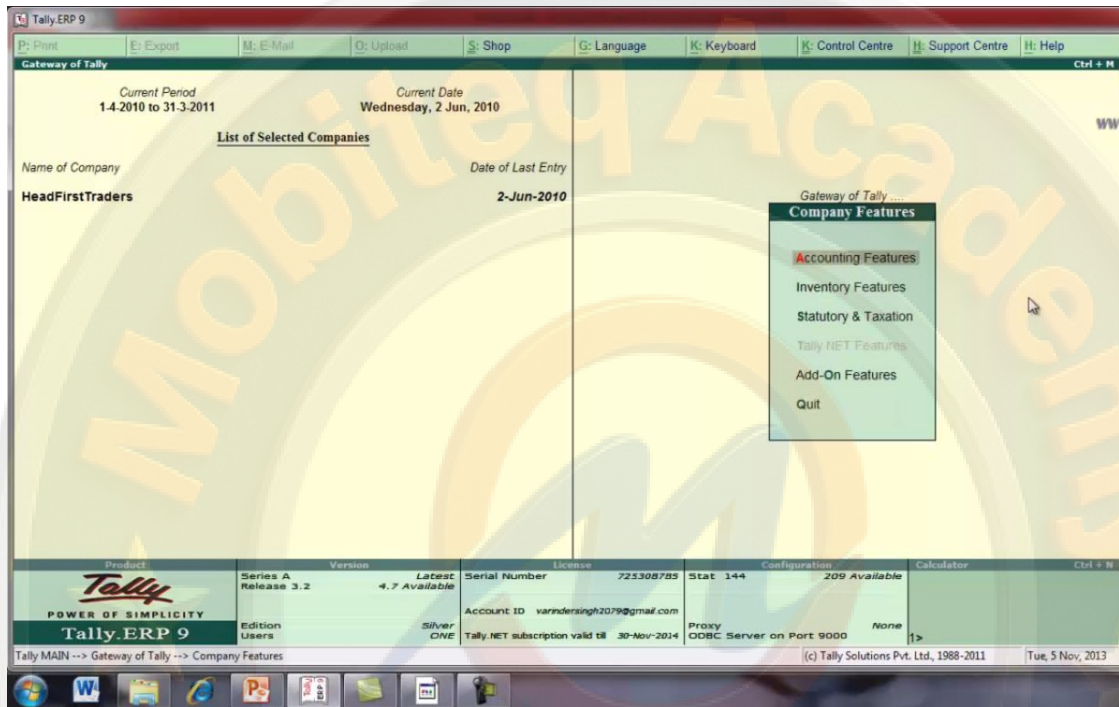 Tally.ERP 9
P: Print E: Export M: E-Mail O: Upload S: Shop G: Language K: Keyboard K: Control Centre H: Support Centre H: Help
Gateway of Tally Ctrl + M
Current Period Current Date
1-4-2010 to 31-3-2011 Wednesday, 2 Jun, 2010
List of Selected Companies
Name of Company Date of Last Entry
HeadFirstTraders 2-Jun-2010
Gateway of Tally ....
Company Features
Accounting Features
Inventory Features
Statutory & Taxation
Tally.NET Features
Add-On Features
Quit
Mobiteq Academy
Product Version License Configuration Calculator Ctrl + N
Tally
POWER OF SIMPLICITY
Tally.ERP 9
Series A Latest
Release 3.2 4.7 Available
Edition Silver
Users ONE
Serial Number 725308785
Account ID varindersingh2079@gmail.com
Tally.NET subscription valid till 30-Nov-2014
Stat 144 209 Available
Proxy None
ODBC Server on Port 9000
1>
Tally MAIN --> Gateway of Tally --> Company Features (c) Tally Solutions Pvt. Ltd., 1988-2011 Tue, 5 Nov, 2013